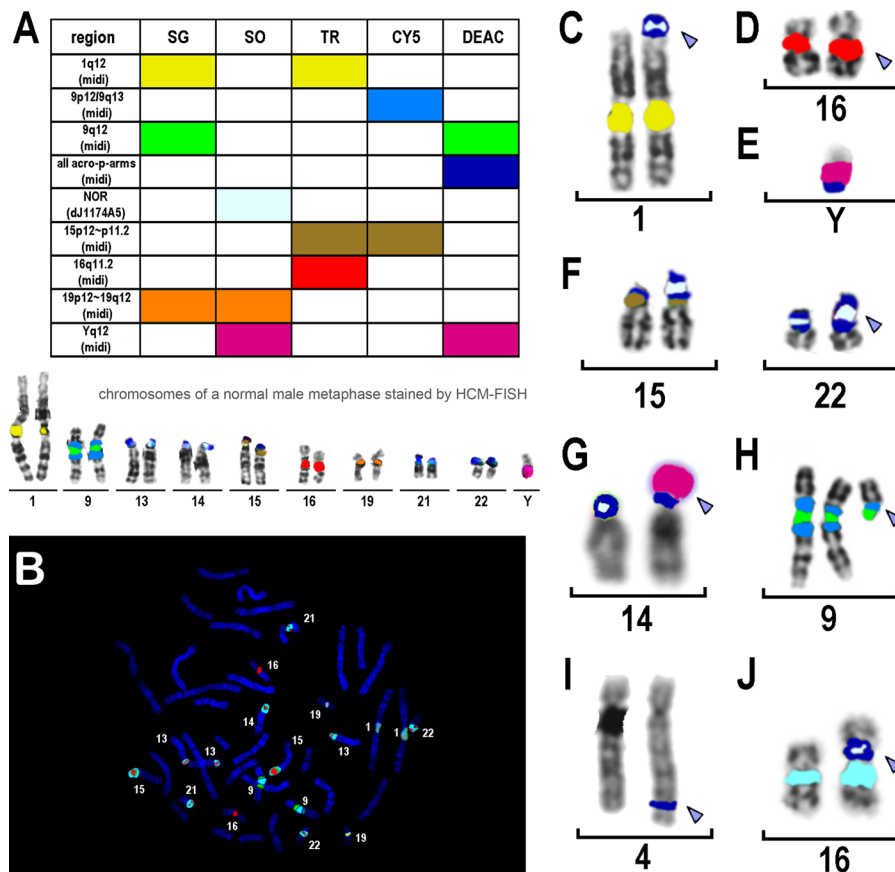 A
region SG SO TR CY5 DEAC
1q12
(midi)
9p12/9q13
(midi)
9q12
(midi)
all acro-p-arms
(midi)
NOR
(dJ1174A5)
15p12~p11.2
(midi)
16q11.2
(midi)
19p12~19q12
(midi)
Yq12
(midi)
chromosomes of a normal male metaphase stained by HCM-FISH
1 9 13 14 15 16 19 21 22 Y
B
21
16
14
19
1
1
22
13
13
13
15
15
9
9
21
16
22
19
C
1
D
16
E
Y
F
15
22
G
14
H
9
I
4
J
16